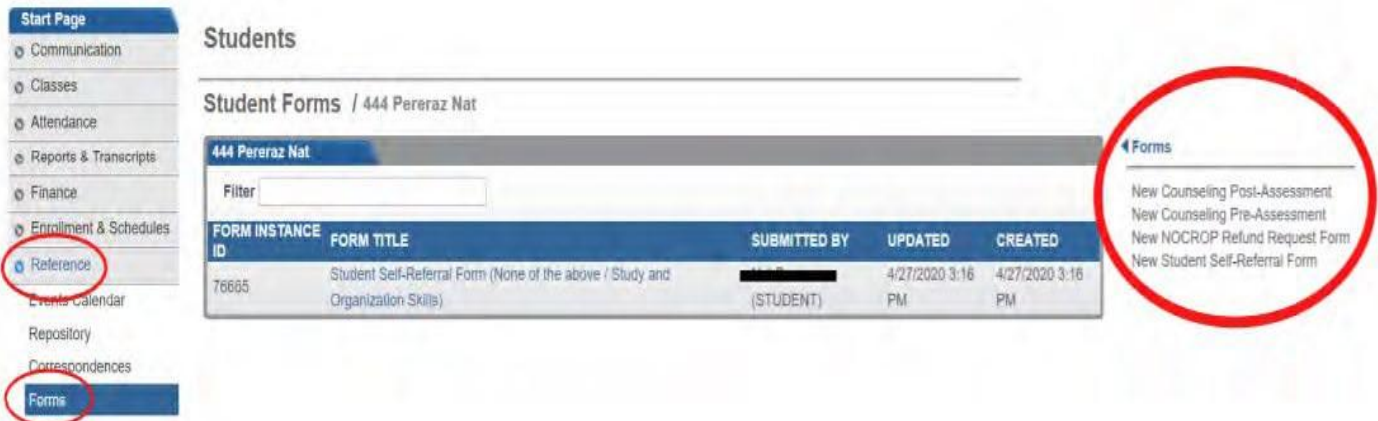 Start Page
Communication
Classes
Attendance
Reports & Transcripts
Finance
Enrollment & Schedules
Reference
Events Calendar
Repository
Correspondences
Forms
Students
Student Forms / 444 Pereraz Nat
444 Pereraz Nat
Filter
FORM INSTANCE ID FORM TITLE SUBMITTED BY UPDATED CREATED
76665 Student Self-Referral Form (None of the above / Study and 4/27/2020 3:16 4/27/2020 3:16
Organization Skills) (STUDENT) PM PM
Forms
New Counseling Post-Assessment
New Counseling Pre-Assessment
New NOCROP Refund Request Form
New Student Self-Referral Form